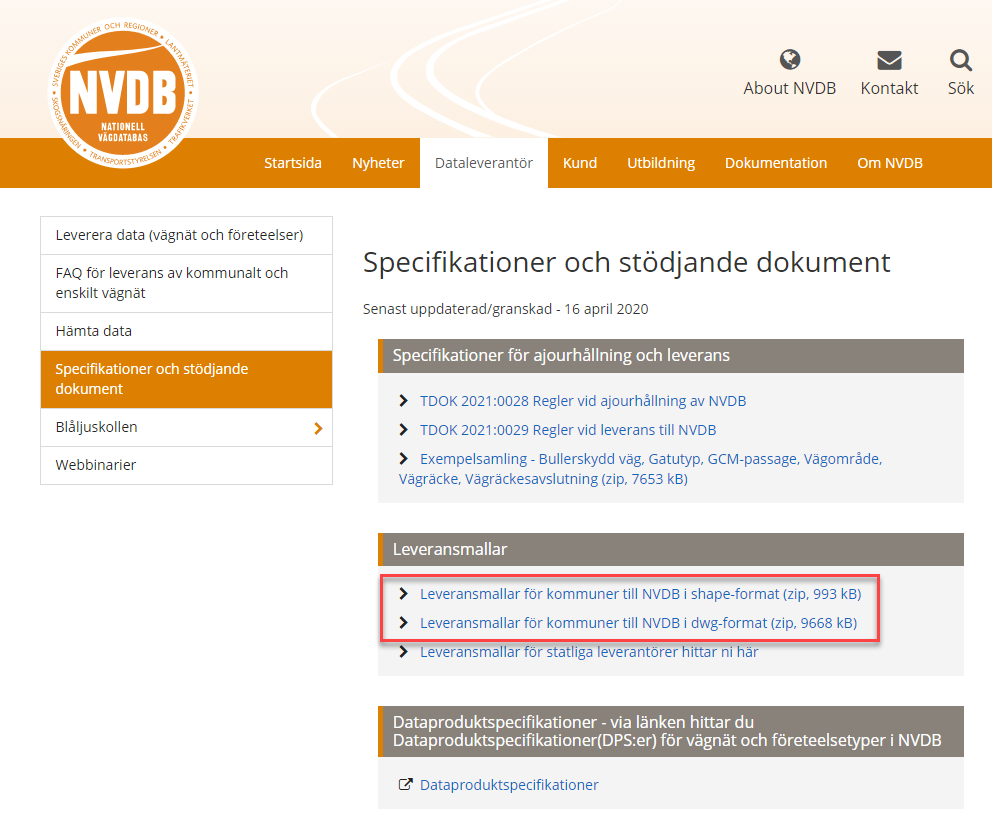 SVERIGES KOMMUNER OCH REGIONER • LANTMÄTERIET • TRAFIKVERKET • TRANSPORTSTYRELSEN • SKOGSNÄRINGEN •
NVDB
NATIONELL
VÄGDATABAS
About NVDB
Kontakt
Sök
Startsida
Nyheter
Dataleverantör
Kund
Utbildning
Dokumentation
Om NVDB
Leverera data (vägnät och företeelser)
FAQ för leverans av kommunalt och
enskilt vägnät
Hämta data
Specifikationer och stödjande
dokument
Blåljuskollen
Webbinarier
Specifikationer och stödjande dokument
Senast uppdaterad/granskad - 16 april 2020
Specifikationer för ajourhållning och leverans
TDOK 2021:0028 Regler vid ajourhållning av NVDB
TDOK 2021:0029 Regler vid leverans till NVDB
Exempelsamling - Bullerskydd väg, Gatutyp, GCM-passage, Vägområde,
Vägräcke, Vägräckesavslutning (zip, 7653 kB)
Leveransmallar
Leveransmallar för kommuner till NVDB i shape-format (zip, 993 kB)
Leveransmallar för kommuner till NVDB i dwg-format (zip, 9668 kB)
Leveransmallar för statliga leverantörer hittar ni här
Dataproduktspecifikationer - via länken hittar du
Dataproduktspecifikationer(DPS:er) för vägnät och företeelsetyper i NVDB
Dataproduktspecifikationer